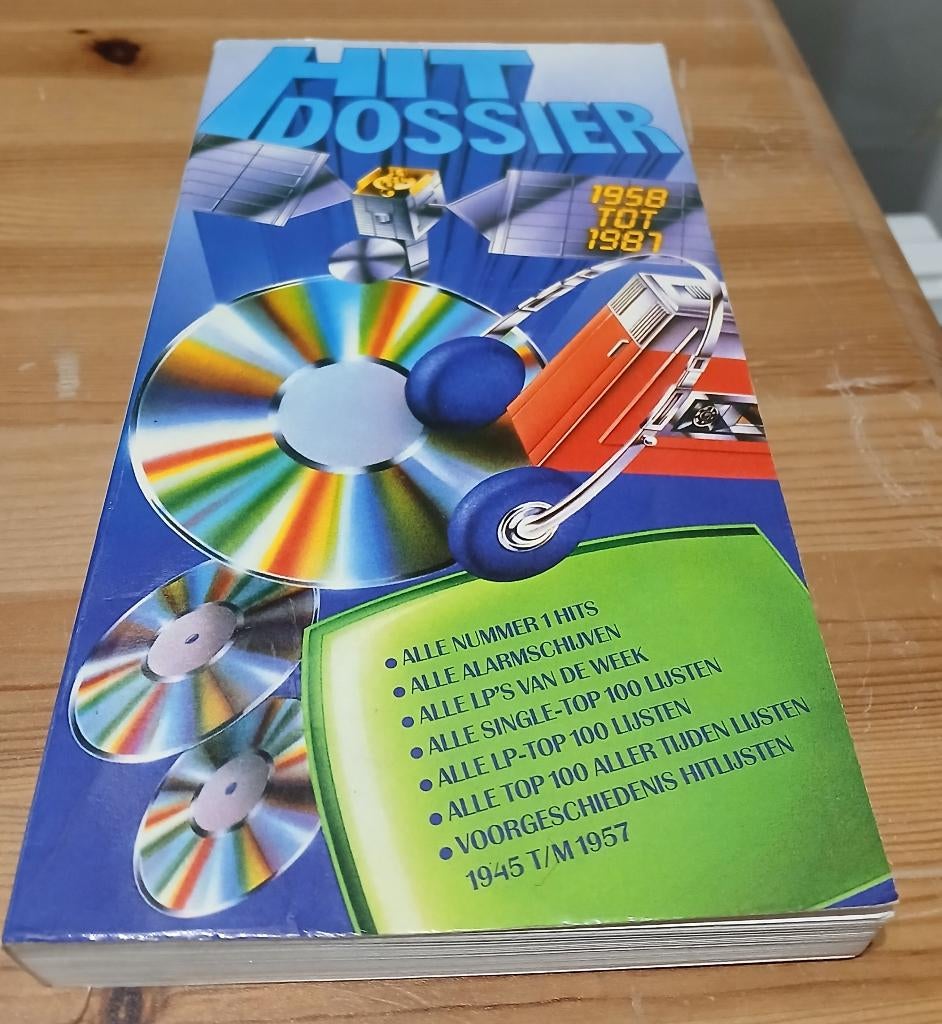 HIT
DOSSIER
1958
TOT
1987
• ALLE NUMMER 1 HITS
• ALLE ALARMSCHIJVEN
• ALLE LP'S VAN DE WEEK
• ALLE SINGLE-TOP 100 LIJSTEN
• ALLE LP-TOP 100 LIJSTEN
• ALLE TOP 100 ALLER TIJDEN LIJSTEN
• VOORGESCHIEDENIS HITLIJSTEN
1945 T/M 1957